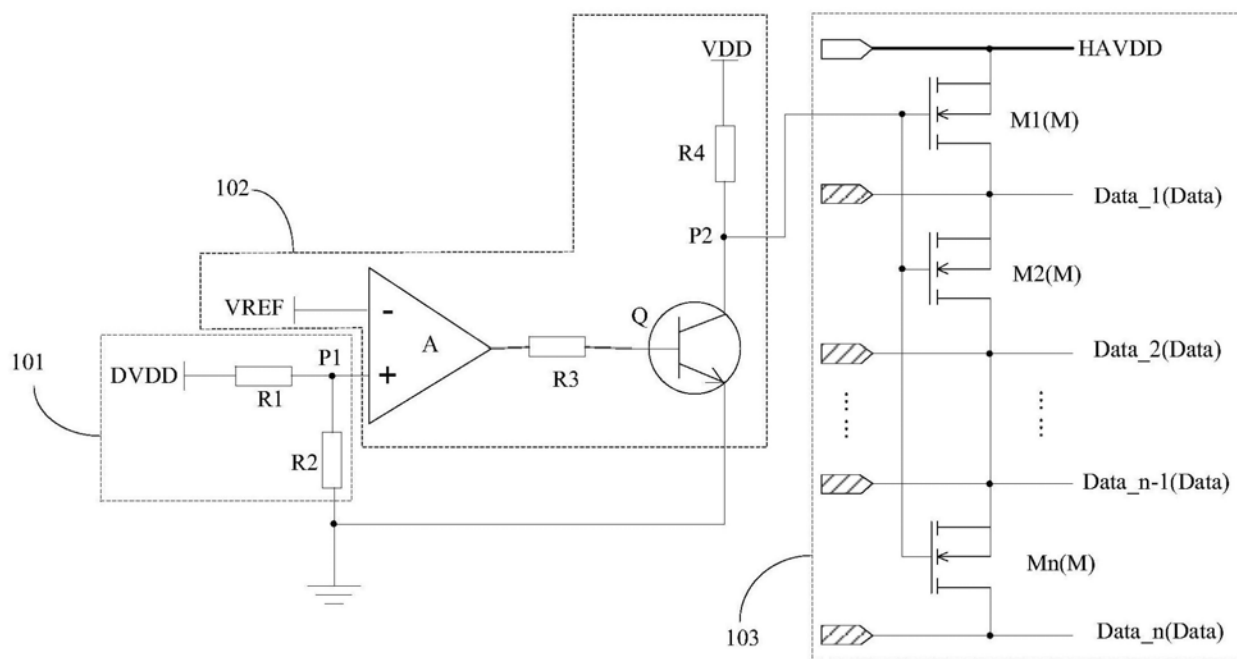 VDD
HAVDD
M1(M)
R4
102
Data_1(Data)
P2
M2(M)
VREF
-
A
Q
101
P1
+
DVDD
R1
R3
Data_2(Data)
R2
Data_n-1(Data)
Mn(M)
103
Data_n(Data)